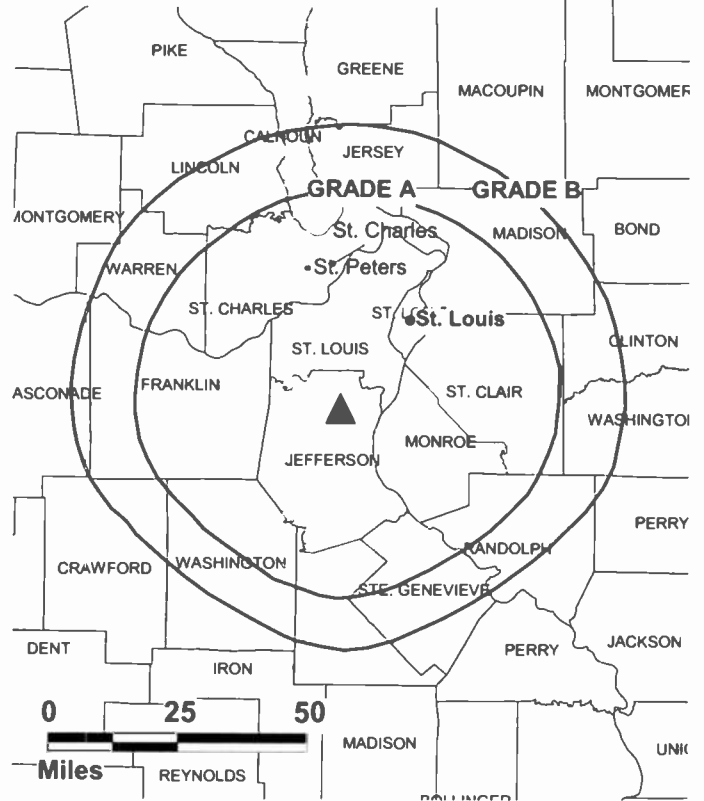 PIKE
GREENE
MACOUPIN
MONTGOMER
CALHOUN
JERSEY
LINCOLN
GRADE A
GRADE B
MONTGOMERY
St. Charles
MADISON
BOND
WARREN
St. Peters
ST. CHARLES
St. Louis
ST. LOUIS
CLINTON
FRANKLIN
ST. CLAIR
ASCONADE
WASHINGTO
MONROE
JEFFERSON
PERRY
RANDOLPH
CRAWFORD
WASHINGTON
STE. GENEVIEVE
DENT
PERRY
JACKSON
IRON
0 25 50
MADISON
UNIO
Miles
REYNOLDS
BOLLINGER